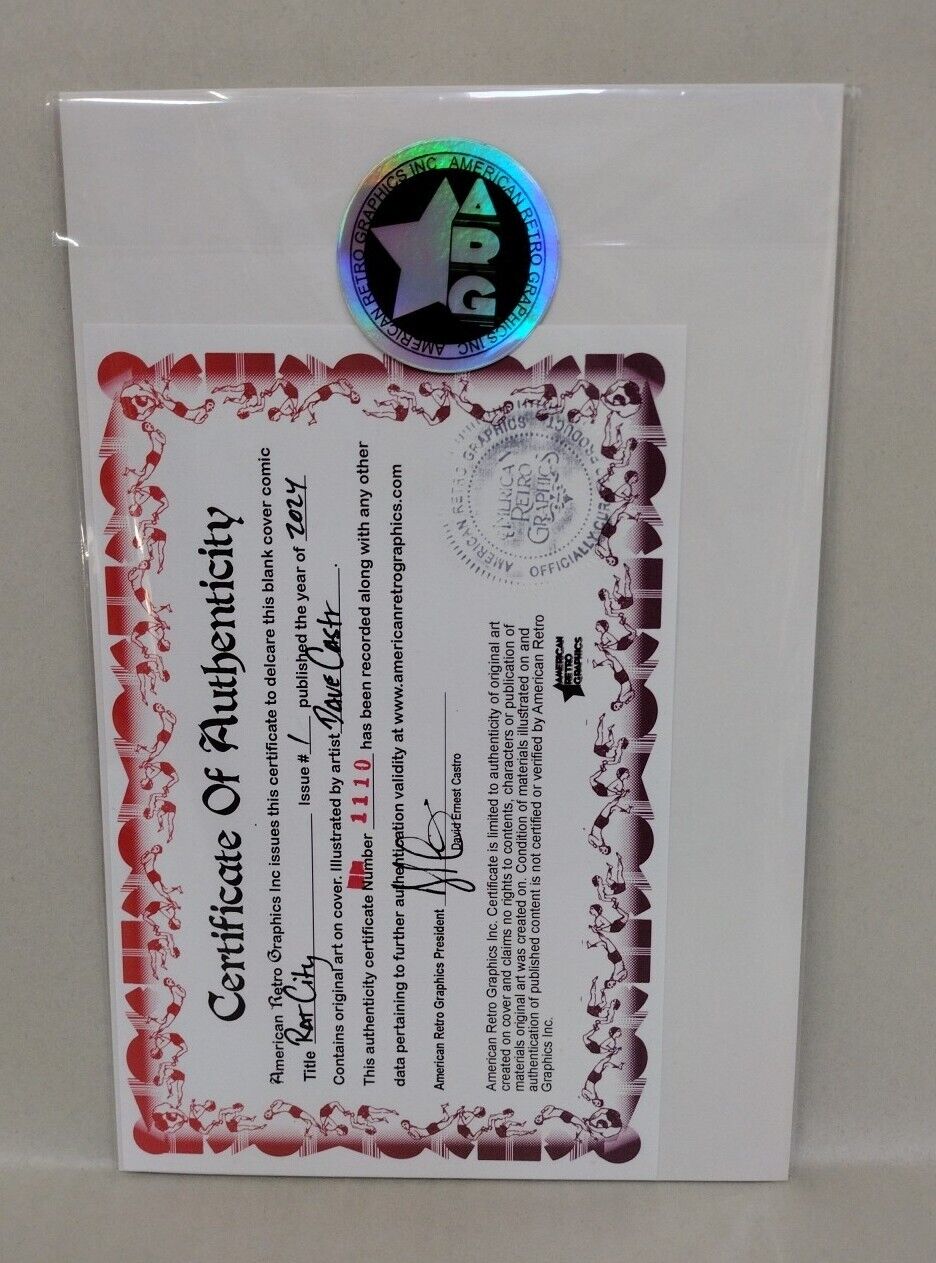 AMERICAN RETRO GRAPHICS INC AMERICAN RETRO GRAPHICS INC
ARG
Certificate Of Authenticity
American Retro Graphics Inc issues this certificate to delcare this blank cover comic
Title Rat City Issue # 1 published the year of 2024
Contains original art on cover. Illustrated by artist Dave Castr.
This authenticity certificate Number 1110 has been recorded along with any other
data pertaining to further authentication validity at www.americanretrographics.com
American Retro Graphics President
David Ernest Castro
American Retro Graphics Inc. Certificate is limited to authenticity of original art
created on cover and claims no rights to contents, characters or publication of
materials original art was created on. Condition of materials illustrated on and
authentication of published content is not certified or verified by American Retro
Graphics Inc.
AMERICAN
RETRO
GRAPHICS
AMERICAN RETRO GRAPHICS
OFFICIALLY OUR PRODUCT
AMERICAN
RETRO
GRAPHICS